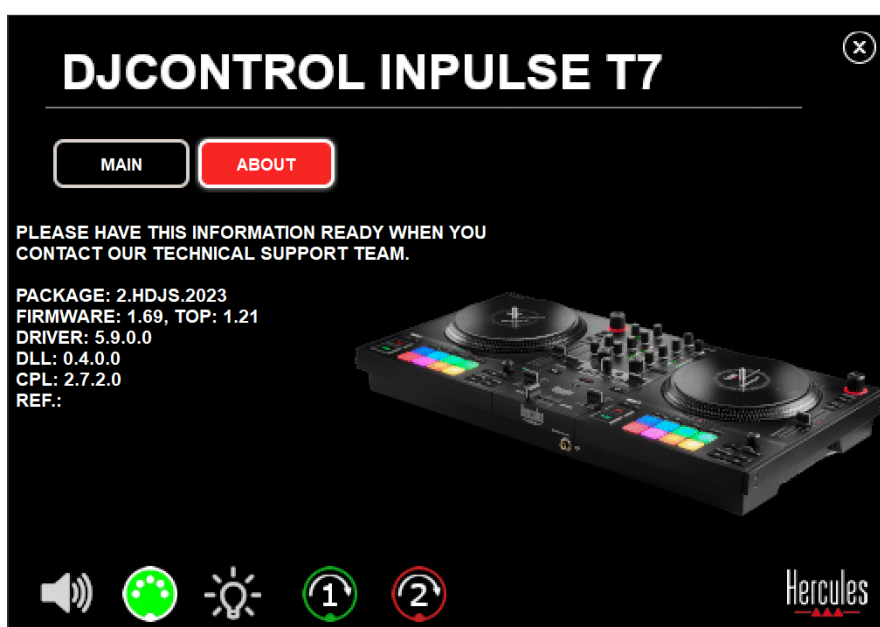 DJCONTROL INPULSE T7
MAIN
ABOUT
PLEASE HAVE THIS INFORMATION READY WHEN YOU
CONTACT OUR TECHNICAL SUPPORT TEAM.
PACKAGE: 2.HDJS.2023
FIRMWARE: 1.69, TOP: 1.21
DRIVER: 5.9.0.0
DLL: 0.4.0.0
CPL: 2.7.2.0
REF.:
1
2
Hercules